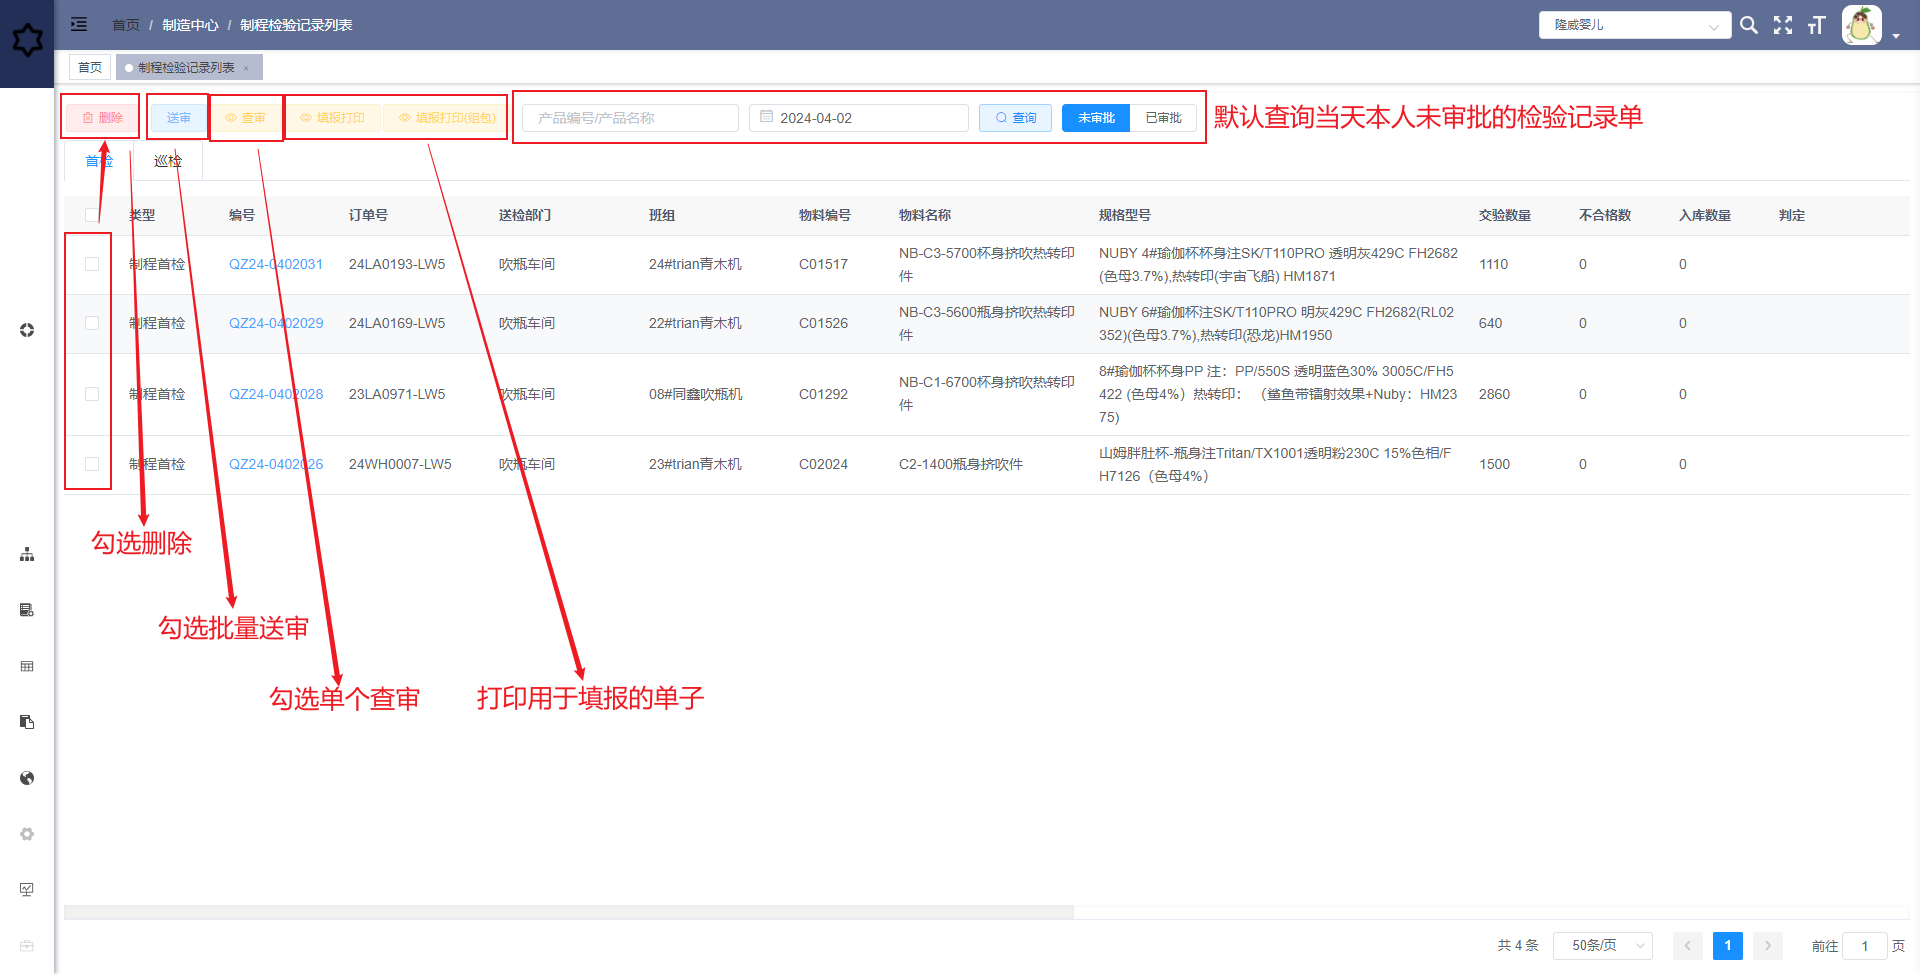 首页 / 制造中心 / 制程检验记录列表
隆威婴儿
首页
制程检验记录列表 ×
删除
送审
查审
填报打印
填报打印(组包)
产品编号/产品名称
2024-04-02
查询
未审批
已审批
默认查询当天本人未审批的检验记录单
首检
巡检
类型 编号 订单号 送检部门 班组 物料编号 物料名称 规格型号 交验数量 不合格数 入库数量 判定
制程首检 QZ24-0402031 24LA0193-LW5 吹瓶车间 24#trian青木机 C01517
NB-C3-5700杯身挤吹热转印
件
NUBY 4#瑜伽杯杯身注SK/T110PRO 透明灰429C FH2682
(色母3.7%),热转印(宇宙飞船) HM1871
1110 0 0
制程首检 QZ24-0402029 24LA0169-LW5 吹瓶车间 22#trian青木机 C01526
NB-C3-5600瓶身挤吹热转印
件
NUBY 6#瑜伽杯注SK/T110PRO 明灰429C FH2682(RL02
352)(色母3.7%),热转印(恐龙)HM1950
640 0 0
制程首检 QZ24-0402028 23LA0971-LW5 吹瓶车间 08#同鑫吹瓶机 C01292
NB-C1-6700杯身挤吹热转印
件
8#瑜伽杯杯身PP 注：PP/550S 透明蓝色30% 3005C/FH5
422 (色母4%）热转印： （鲨鱼带镭射效果+Nuby：HM23
75)
2860 0 0
制程首检 QZ24-0402026 24WH0007-LW5 吹瓶车间 23#trian青木机 C02024
C2-1400瓶身挤吹件
山姆胖肚杯-瓶身注Tritan/TX1001透明粉230C 15%色相/F
H7126（色母4%）
1500 0 0
勾选删除
勾选批量送审
勾选单个查审
打印用于填报的单子
共 4 条 50条/页 1 前往 1 页